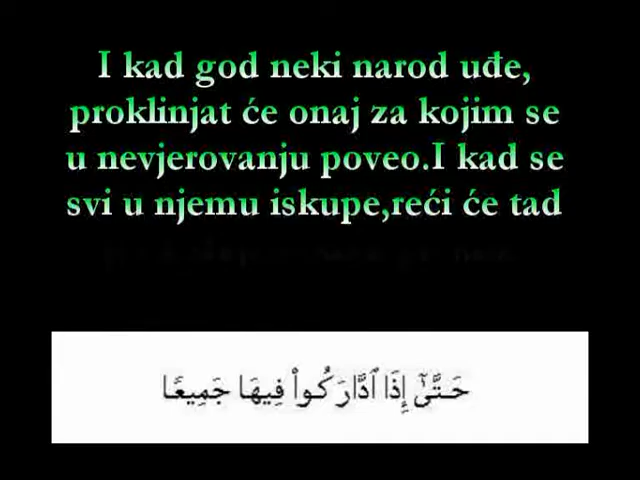 I kad god neki narod uđe,
proklinjat će onaj za kojim se
u nevjerovanju poveo.I kad se
svi u njemu iskupe,reći će tad
حَتَّىٰٓ إِذَا ٱدَّارَكُوا۟ فِيهَا جَمِيعًا